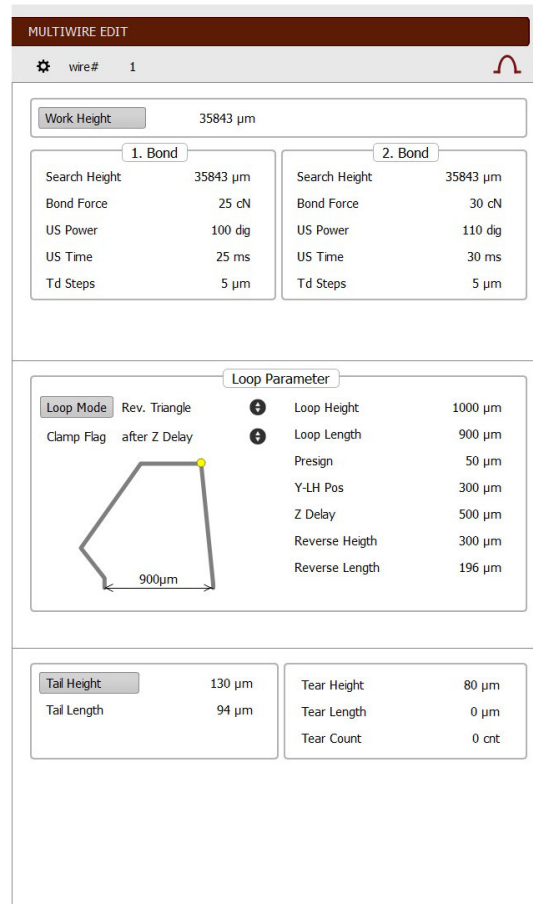 MULTIWIRE EDIT
wire# 1
Work Height 35843 µm
1. Bond
Search Height 35843 µm
Bond Force 25 cN
US Power 100 dig
US Time 25 ms
Td Steps 5 µm
2. Bond
Search Height 35843 µm
Bond Force 30 cN
US Power 110 dig
US Time 30 ms
Td Steps 5 µm
Loop Parameter
Loop Mode Rev. Triangle
Clamp Flag after Z Delay
900µm
Loop Height 1000 µm
Loop Length 900 µm
Presign 50 µm
Y-LH Pos 300 µm
Z Delay 500 µm
Reverse Heigth 300 µm
Reverse Length 196 µm
Tail Height 130 µm
Tail Length 94 µm
Tear Height 80 µm
Tear Length 0 µm
Tear Count 0 cnt